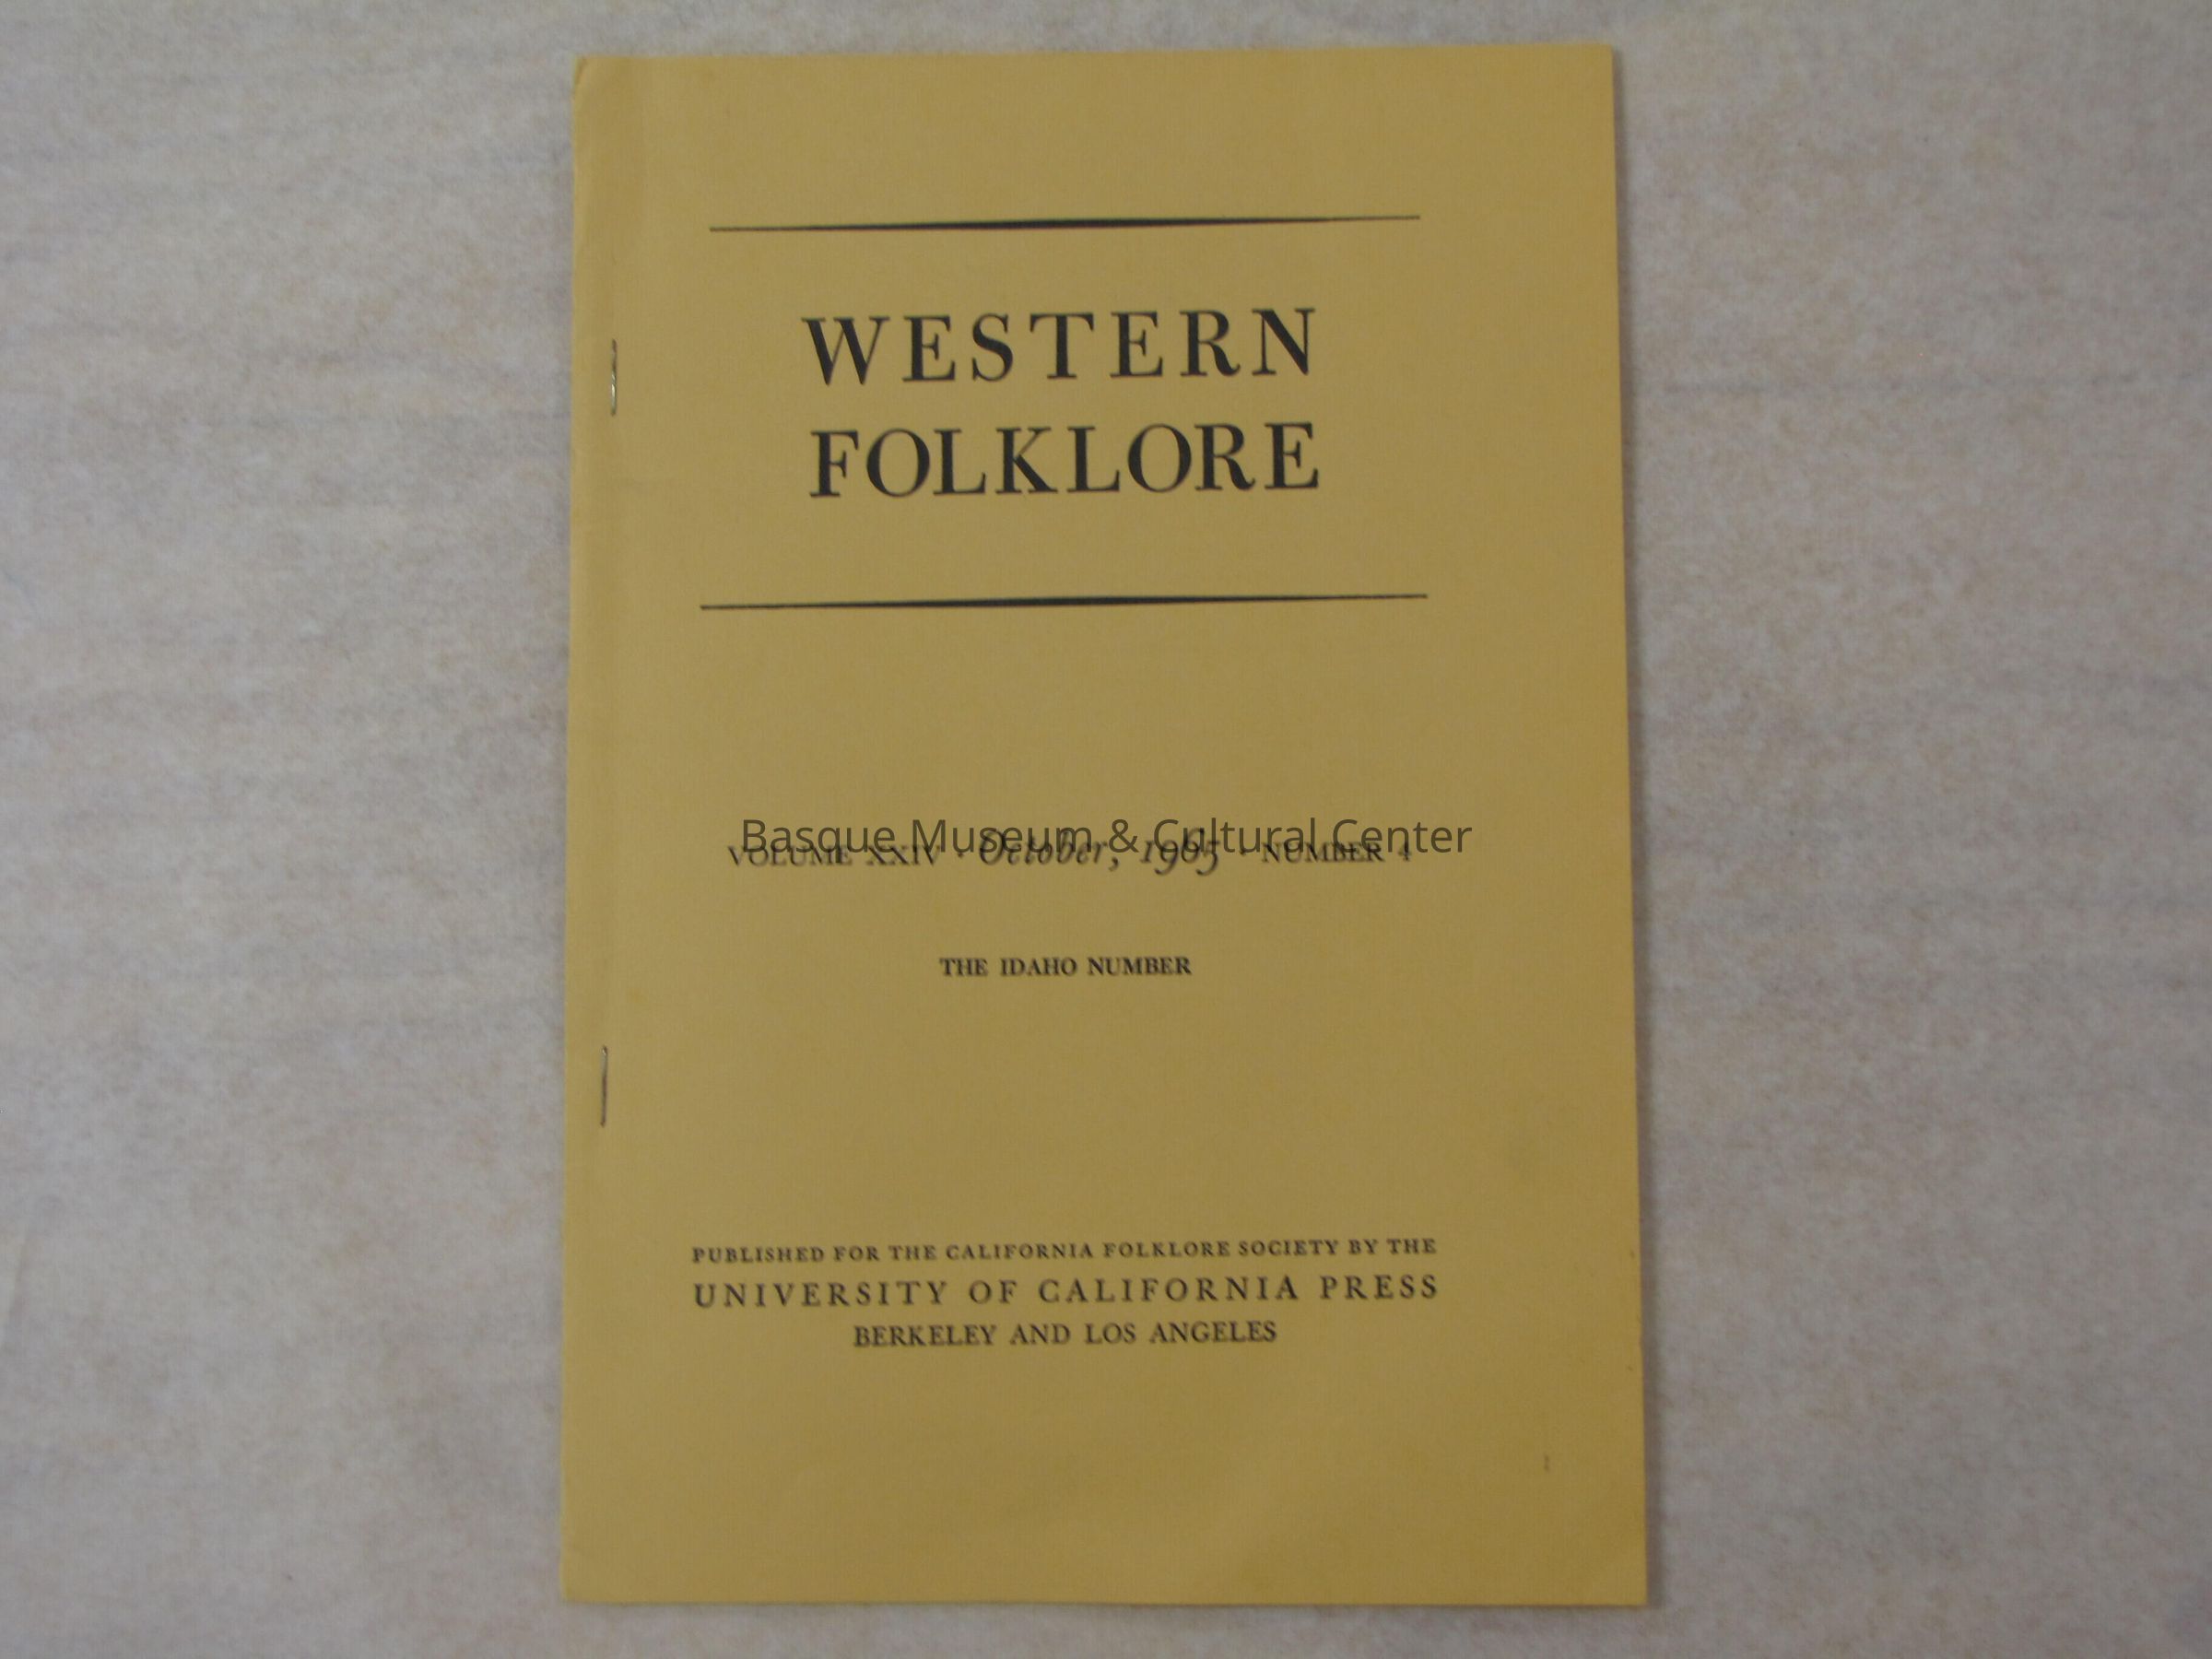 WESTERN
FOLKLORE
Basque Museum & Cultural Center
VOLUME XXIV · October, 1965 · NUMBER 4
THE IDAHO NUMBER
PUBLISHED FOR THE CALIFORNIA FOLKLORE SOCIETY BY THE
UNIVERSITY OF CALIFORNIA PRESS
BERKELEY AND LOS ANGELES